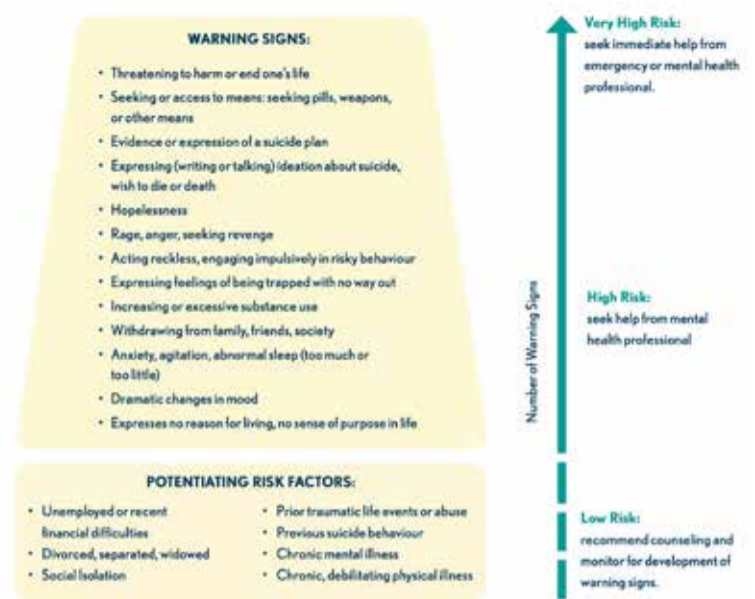 WARNING SIGNS:
• Threatening to harm or end one's life
• Seeking or access to means: seeking pills, weapons,
or other means
• Evidence or expression of a suicide plan
• Expressing (writing or talking) ideation about suicide,
wish to die or death
• Hopelessness
• Rage, anger, seeking revenge
• Acting reckless, engaging impulsively in risky behaviour
• Expressing feelings of being trapped with no way out
• Increasing or excessive substance use
• Withdrawing from family, friends, society
• Anxiety, agitation, abnormal sleep (too much or
too little)
• Dramatic changes in mood
• Expresses no reason for living, no sense of purpose in life
POTENTIATING RISK FACTORS:
• Unemployed or recent
financial difficulties
• Divorced, separated, widowed
• Social Isolation
• Prior traumatic life events or abuse
• Previous suicide behaviour
• Chronic mental illness
• Chronic, debilitating physical illness
Number of Warning Signs
Very High Risk:
seek immediate help from
emergency or mental health
professional.
High Risk:
seek help from mental
health professional
Low Risk:
recommend counseling and
monitor for development of
warning signs.